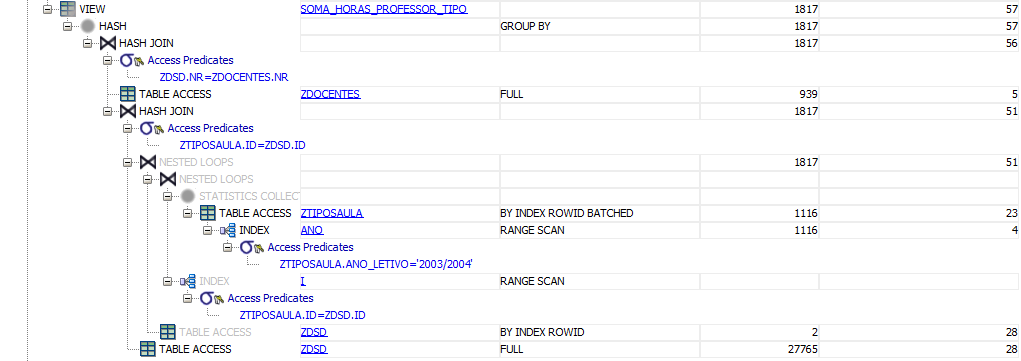 VIEW SOMA_HORAS_PROFESSOR_TIPO 1817 57
HASH GROUP BY 1817 57
HASH JOIN 1817 56
Access Predicates
ZDSD.NR=ZDOCENTES.NR
TABLE ACCESS ZDOCENTES FULL 939 5
HASH JOIN 1817 51
Access Predicates
ZTIPOSAULA.ID=ZDSD.ID
NESTED LOOPS 1817 51
NESTED LOOPS
STATISTICS COLLEC
TABLE ACCESS ZTIPOSAULA BY INDEX ROWID BATCHED 1116 23
INDEX ANO RANGE SCAN 1116 4
Access Predicates
ZTIPOSAULA.ANO_LETIVO='2003/2004'
INDEX I RANGE SCAN
Access Predicates
ZTIPOSAULA.ID=ZDSD.ID
TABLE ACCESS ZDSD BY INDEX ROWID 2 28
TABLE ACCESS ZDSD FULL 27765 28